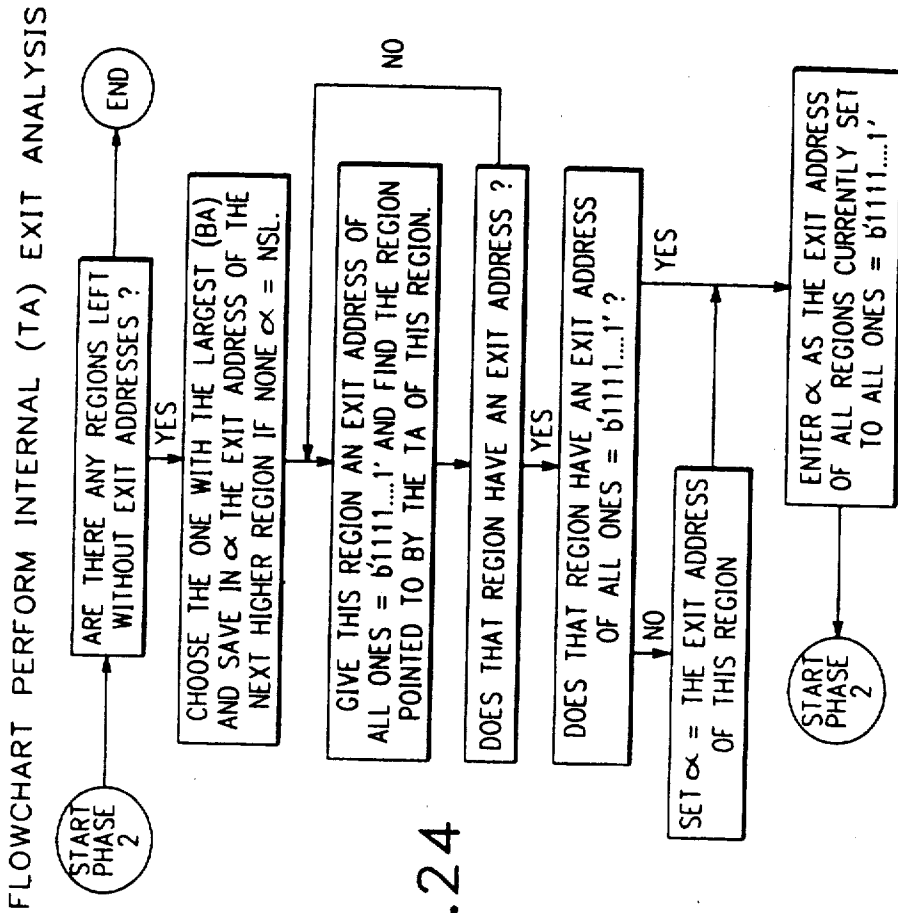 FLOWCHART PERFORM INTERNAL (TA) EXIT ANALYSIS
START
PHASE
2
ARE THERE ANY REGIONS LEFT
WITHOUT EXIT ADDRESSES ?
END
YES
CHOOSE THE ONE WITH THE LARGEST (BA)
AND SAVE IN ∝ THE EXIT ADDRESS OF THE
NEXT HIGHER REGION IF NONE ∝ = NSL.
NO
GIVE THIS REGION AN EXIT ADDRESS OF
ALL ONES = b'1111.....1' AND FIND THE REGION
POINTED TO BY THE TA OF THIS REGION.
DOES THAT REGION HAVE AN EXIT ADDRESS ?
YES
DOES THAT REGION HAVE AN EXIT ADDRESS
OF ALL ONES = b'1111.....1' ?
NO
YES
SET ∝ = THE EXIT ADDRESS
OF THIS REGION
ENTER ∝ AS THE EXIT ADDRESS
OF ALL REGIONS CURRENTLY SET
TO ALL ONES = b'1111.....1'
START
PHASE
2
.24